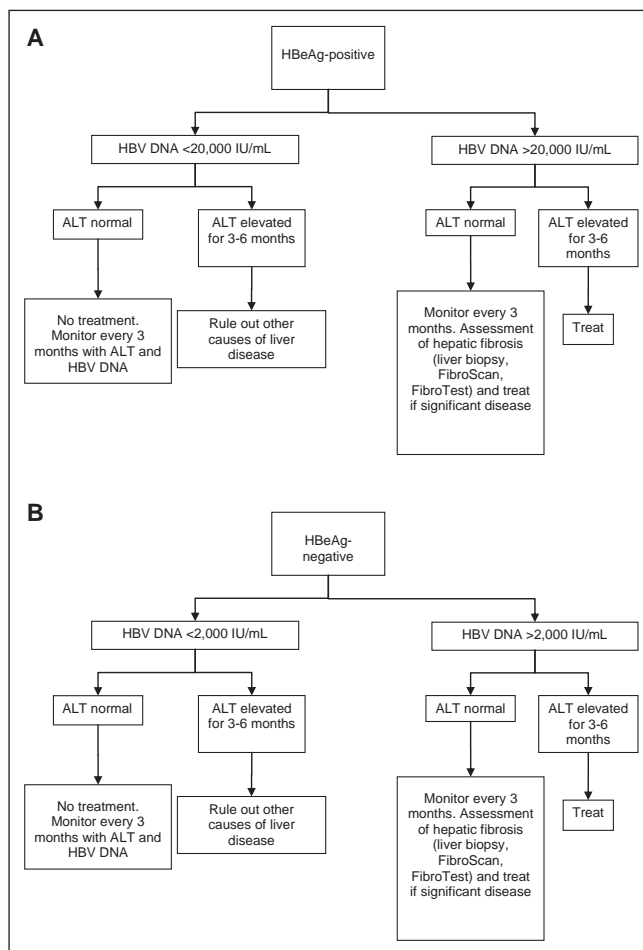 A
HBeAg-positive
HBV DNA <20,000 IU/mL
HBV DNA >20,000 IU/mL
ALT normal
ALT elevated
for 3-6 months
ALT normal
ALT elevated
for 3-6
months
No treatment.
Monitor every 3
months with ALT and
HBV DNA
Rule out other
causes of liver
disease
Monitor every 3
months. Assessment
of hepatic fibrosis
(liver biopsy,
FibroScan,
FibroTest) and treat
if significant disease
Treat
B
HBeAg-
negative
HBV DNA <2,000 IU/mL
HBV DNA >2,000 IU/mL
ALT normal
ALT elevated
for 3-6 months
ALT normal
ALT elevated
for 3-6
months
No treatment.
Monitor every 3
months with ALT and
HBV DNA
Rule out other
causes of liver
disease
Monitor every 3
months. Assessment
of hepatic fibrosis
(liver biopsy,
FibroScan,
FibroTest) and treat
if significant disease
Treat